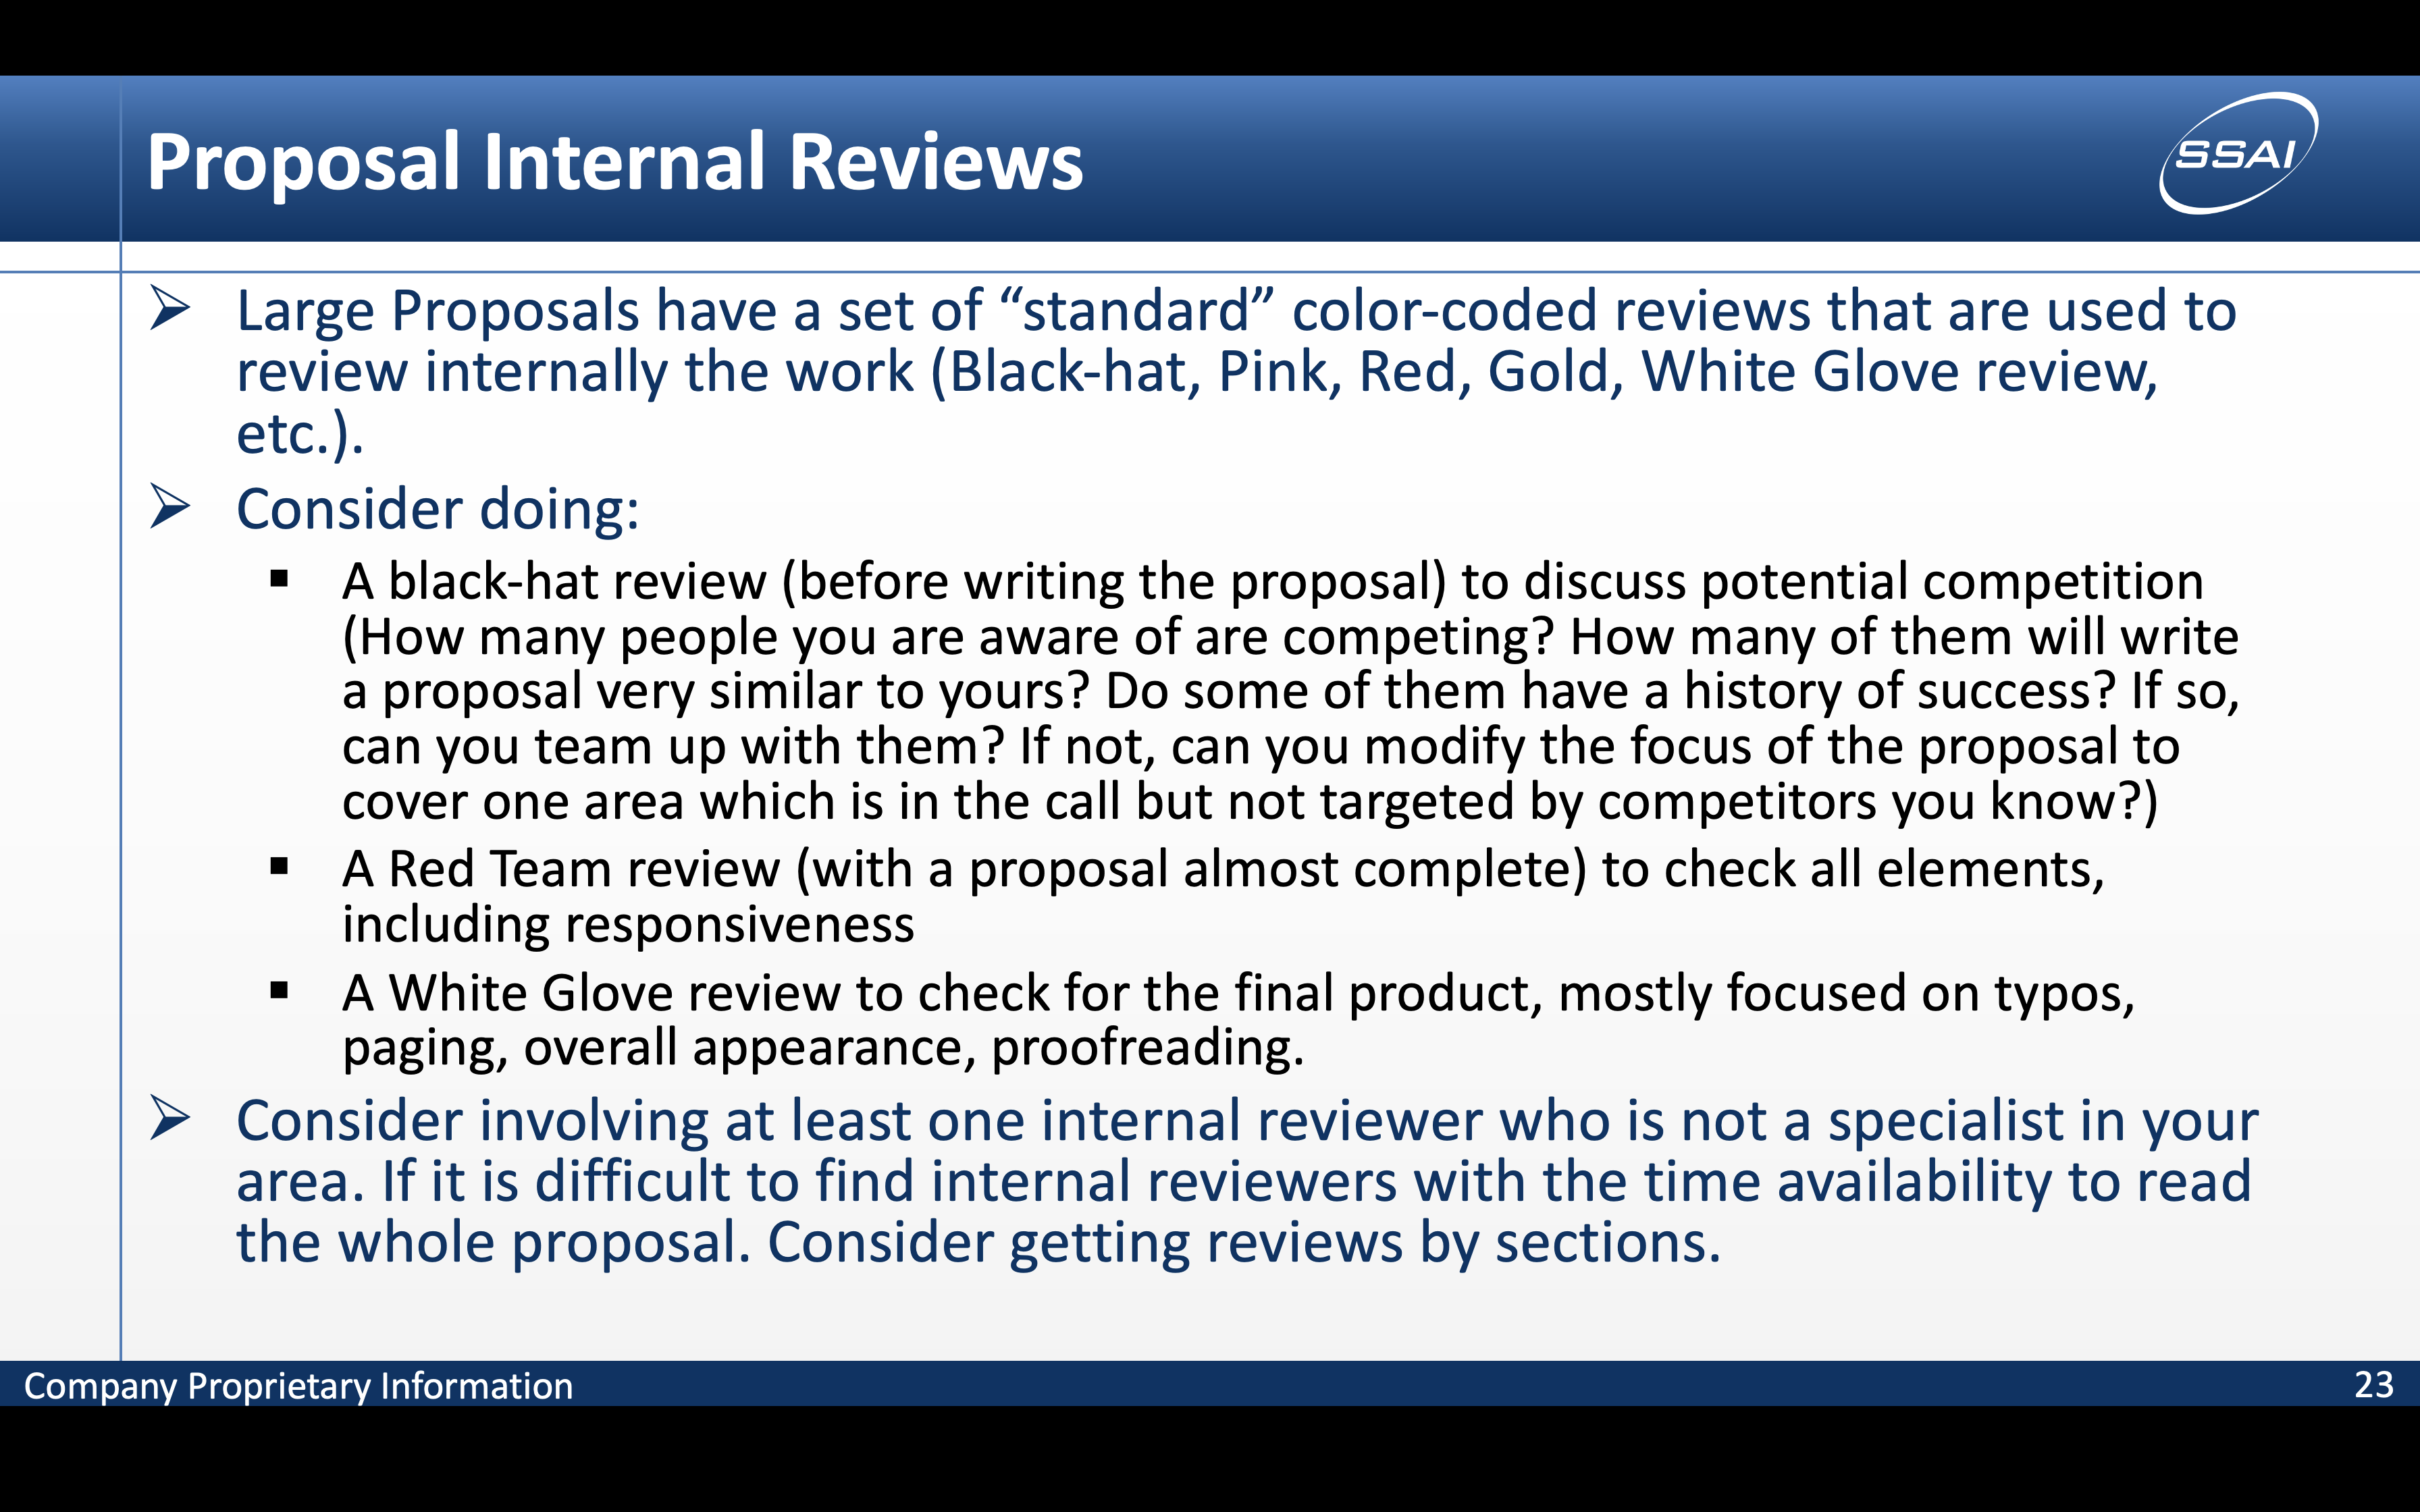 Proposal Internal Reviews
SSAI
Large Proposals have a set of “standard” color-coded reviews that are used to
review internally the work (Black-hat, Pink, Red, Gold, White Glove review,
etc.).
Consider doing:
A black-hat review (before writing the proposal) to discuss potential competition
(How many people you are aware of are competing? How many of them will write
a proposal very similar to yours? Do some of them have a history of success? If so,
can you team up with them? If not, can you modify the focus of the proposal to
cover one area which is in the call but not targeted by competitors you know?)
A Red Team review (with a proposal almost complete) to check all elements,
including responsiveness
A White Glove review to check for the final product, mostly focused on typos,
paging, overall appearance, proofreading.
Consider involving at least one internal reviewer who is not a specialist in your
area. If it is difficult to find internal reviewers with the time availability to read
the whole proposal. Consider getting reviews by sections.
Company Proprietary Information
23